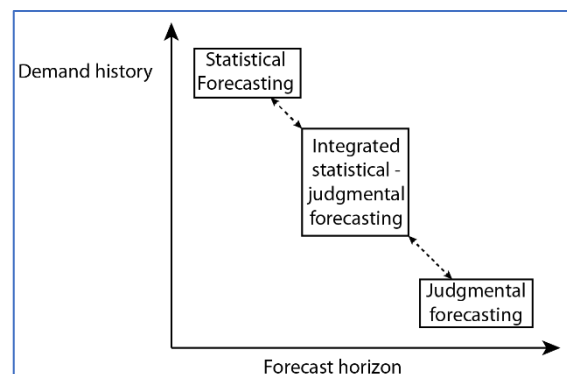 Demand history
Statistical
Forecasting
Integrated
statistical -
judgmental
forecasting
Judgmental
forecasting
Forecast horizon